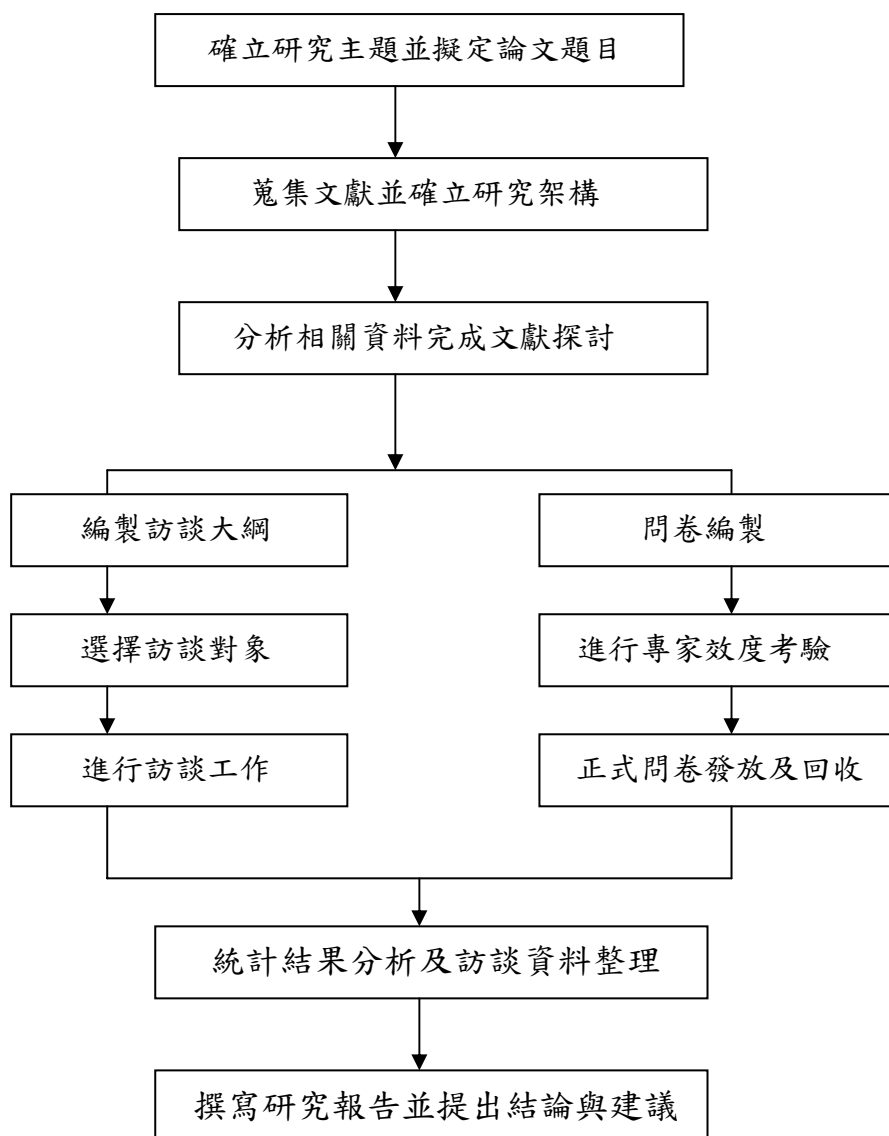 確立研究主題並擬定論文題目
蒐集文獻並確立研究架構
分析相關資料完成文獻探討
編製訪談大綱
問卷編製
選擇訪談對象
進行專家效度考驗
進行訪談工作
正式問卷發放及回收
統計結果分析及訪談資料整理
撰寫研究報告並提出結論與建議